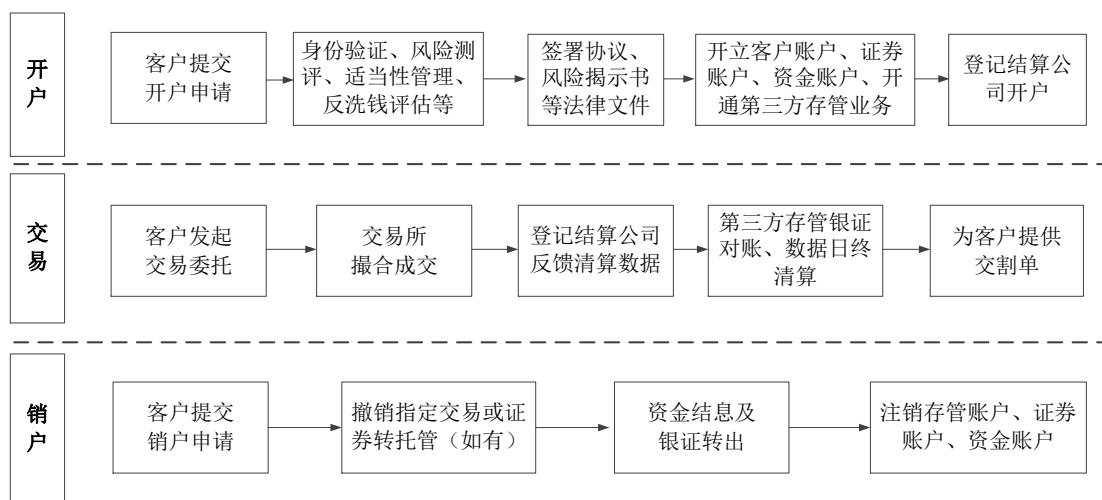 开
户
客户提交
开户申请
身份验证、风险测
评、适当性管理、
反洗钱评估等
签署协议、
风险揭示书
等法律文件
开立客户账户、证券
账户、资金账户、开
通第三方存管业务
登记结算公
司开户
交
易
客户发起
交易委托
交易所
撮合成交
登记结算公司
反馈清算数据
第三方存管银证
对账、数据日终
清算
为客户提供
交割单
销
户
客户提交
销户申请
撤销指定交易或证
券转托管（如有）
资金结息及
银证转出
注销存管账户、证券
账户、资金账户